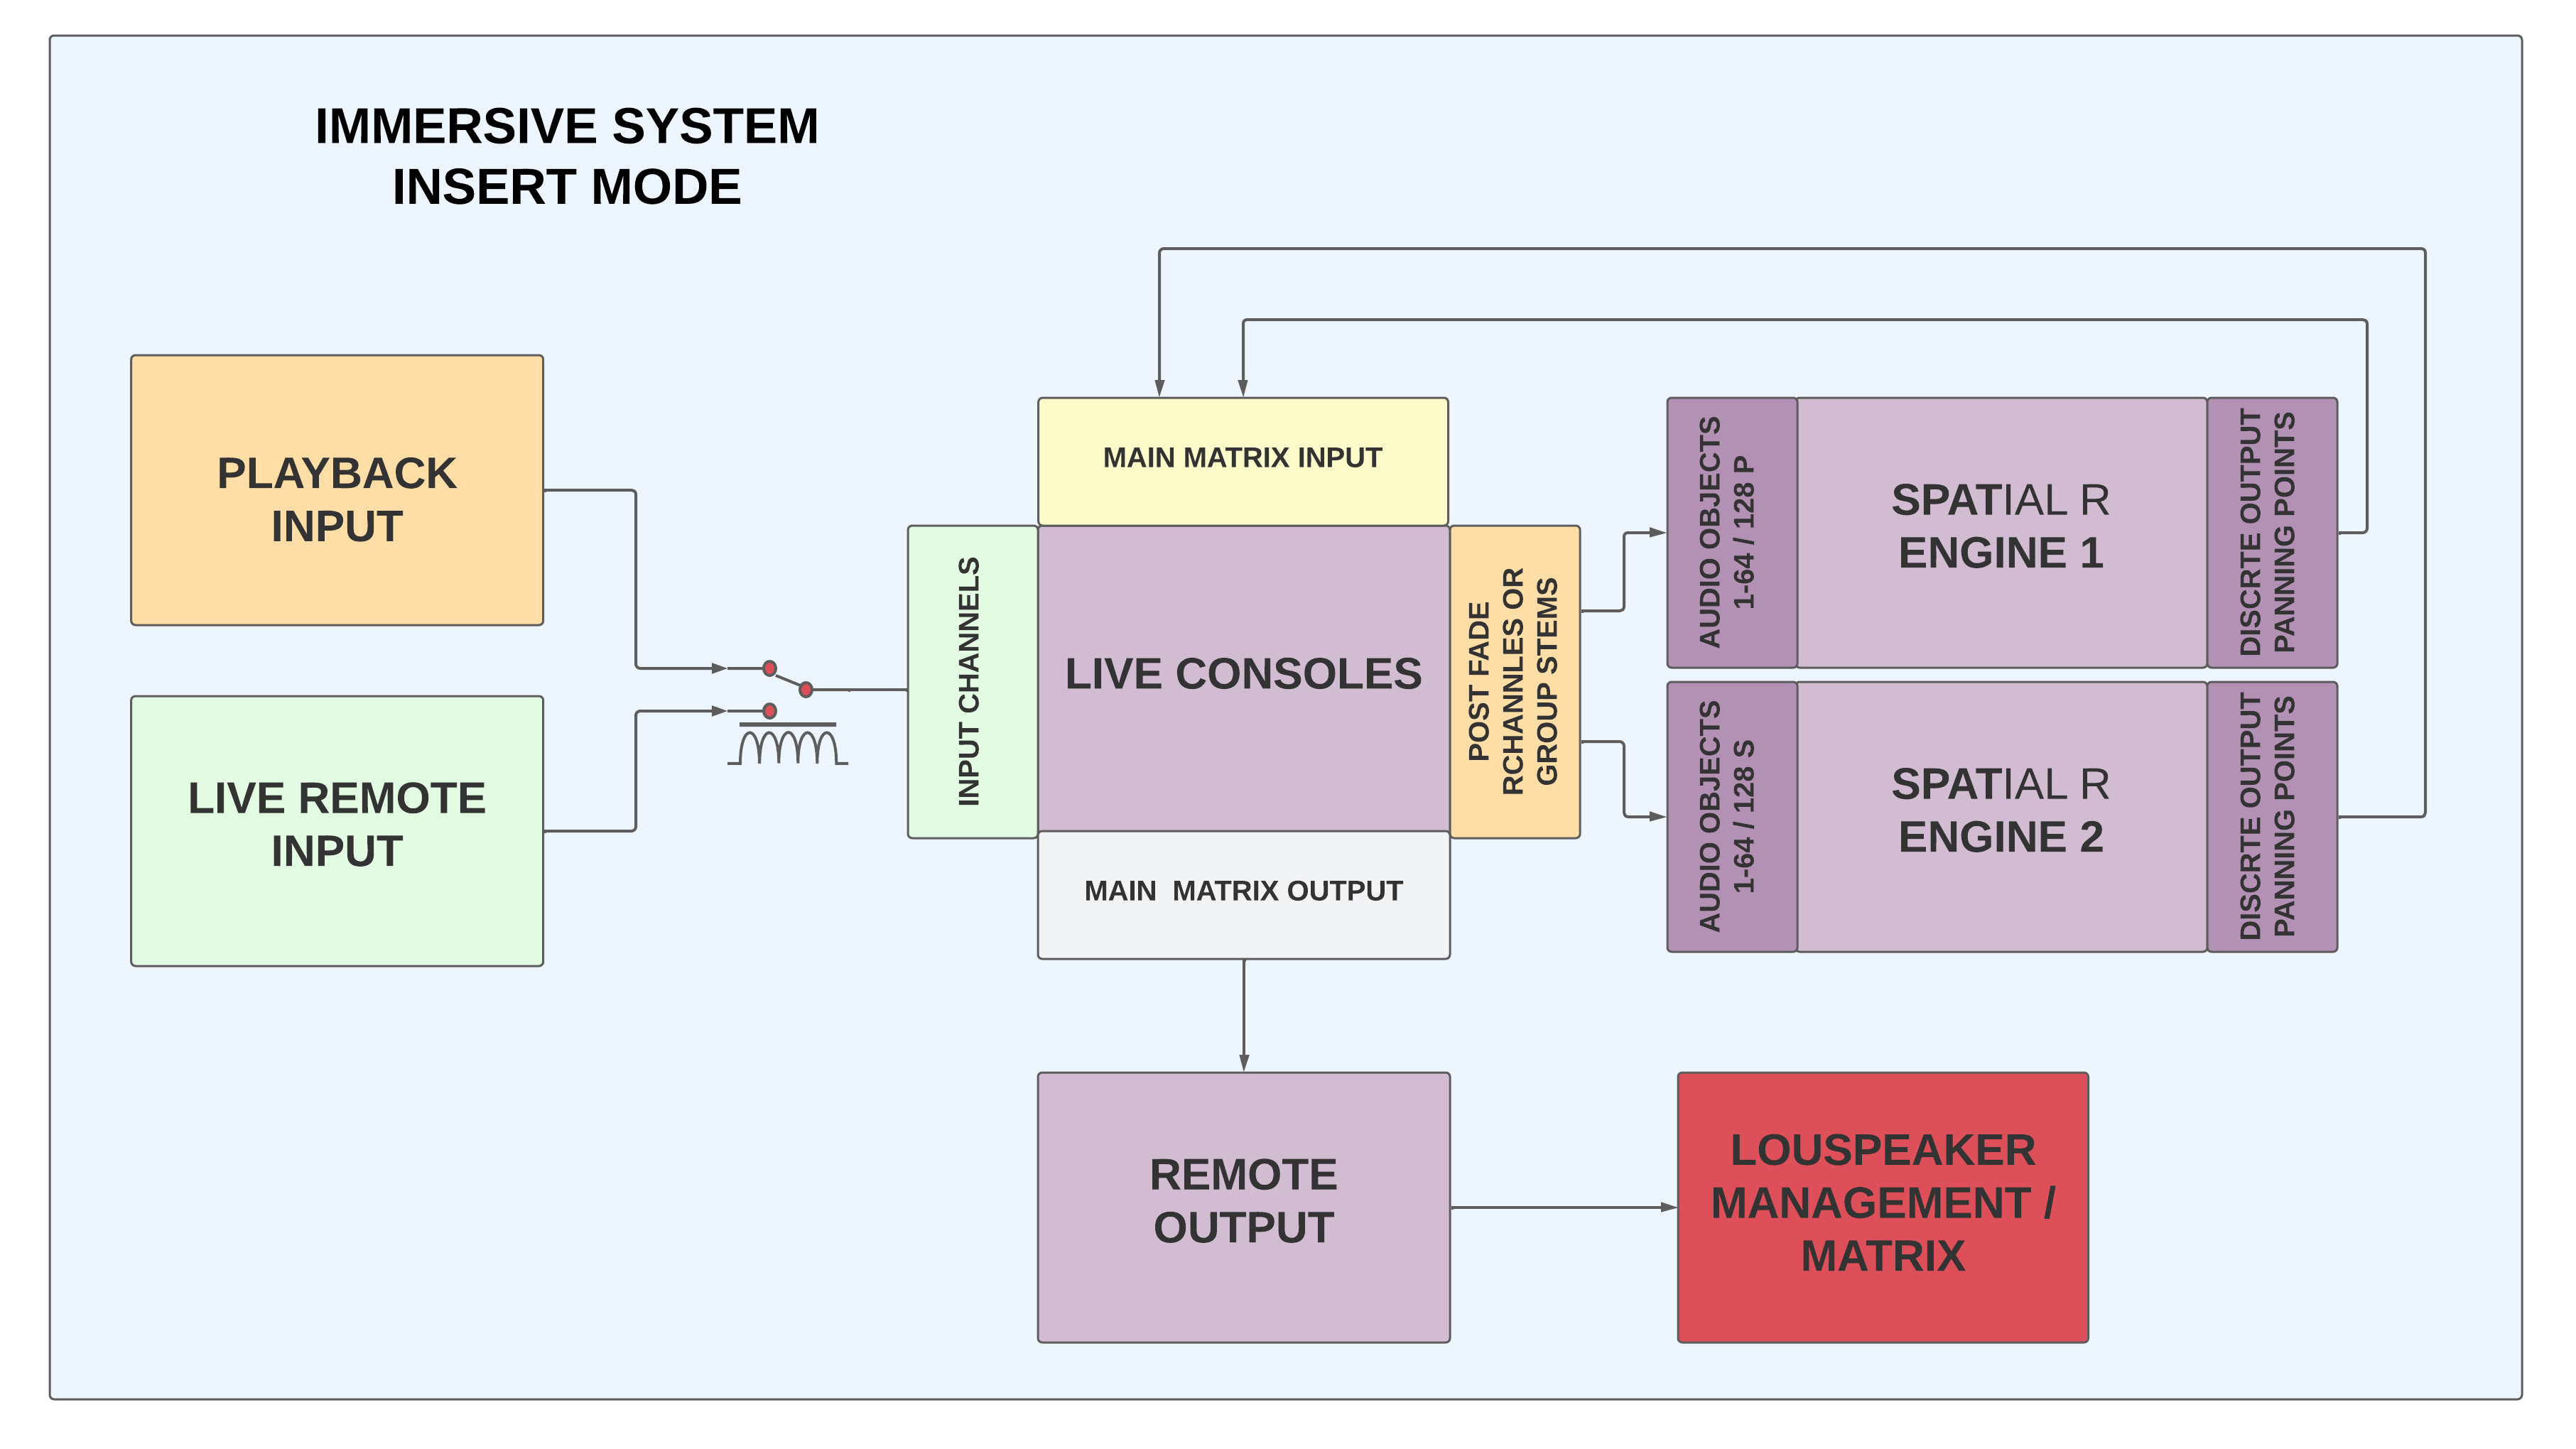 IMMERSIVE SYSTEM
INSERT MODE
PLAYBACK
INPUT
LIVE REMOTE
INPUT
INPUT CHANNELS
MAIN MATRIX INPUT
LIVE CONSOLES
MAIN  MATRIX OUTPUT
POST FADE
RCHANNLES OR
GROUP STEMS
AUDIO OBJECTS
1-64 / 128 P
SPATIAL R
ENGINE 1
DISCRTE OUTPUT
PANNING POINTS
AUDIO OBJECTS
1-64 / 128 S
SPATIAL R
ENGINE 2
DISCRTE OUTPUT
PANNING POINTS
REMOTE
OUTPUT
LOUSPEAKER
MANAGEMENT /
MATRIX